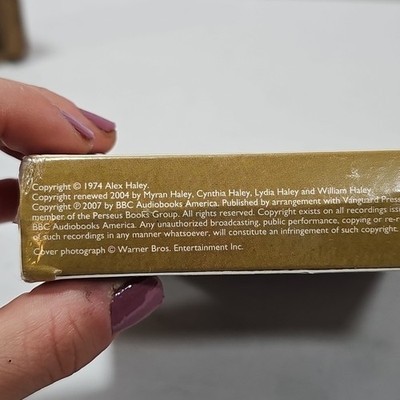 Copyright © 1974 Alex Haley.
Copyright renewed 2004 by Myran Haley, Cynthia Haley, Lydia Haley and William Haley.
Copyright ℗ 2007 by BBC Audiobooks America. Published by arrangement with Vanguard Press
member of the Perseus Books Group. All rights reserved. Copyright exists on all recordings iss
BBC Audiobooks America. Any unauthorized broadcasting, public performance, copying or re-r
of such recordings in any manner whatsoever, will constitute an infringement of such copyright.
Cover photograph © Warner Bros. Entertainment Inc.